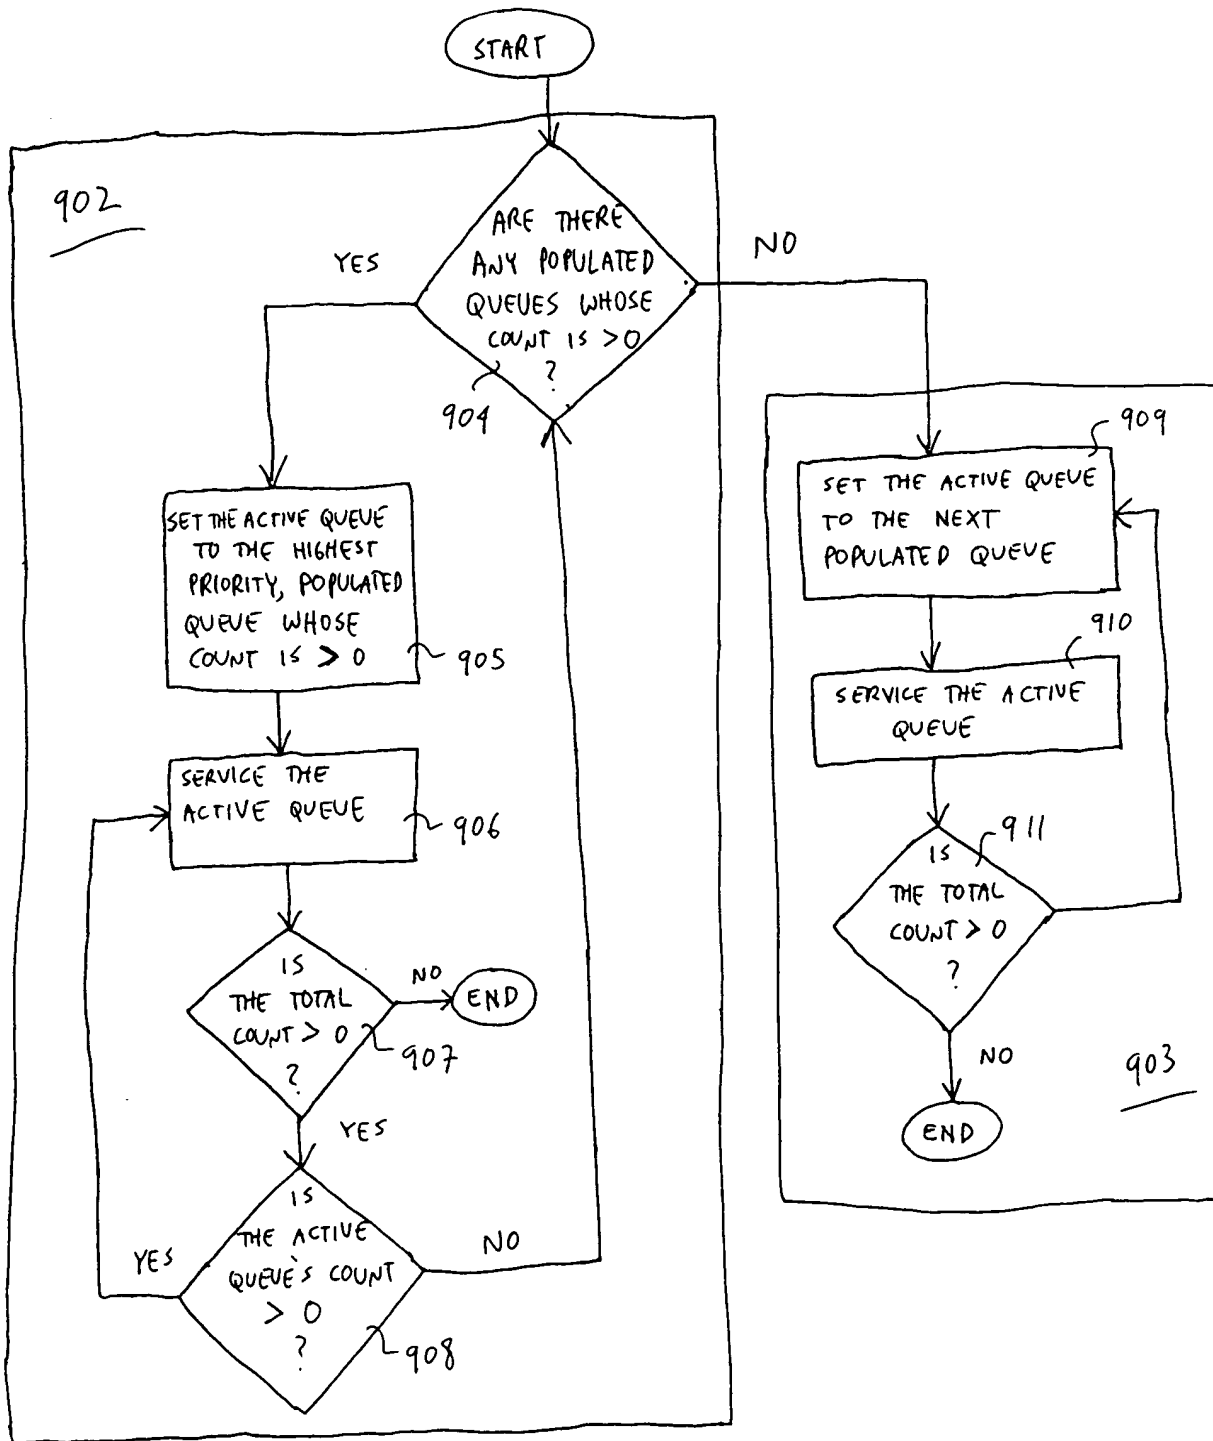 START
902
ARE THERE
ANY POPULATED
QUEUES WHOSE
COUNT IS >0
?
YES
NO
904
SET THE ACTIVE QUEUE
TO THE HIGHEST
PRIORITY, POPULATED
QUEUE WHOSE
COUNT IS > 0
905
SERVICE THE
ACTIVE QUEUE
906
IS
THE TOTAL
COUNT > 0
?
907
NO
END
YES
IS
THE ACTIVE
QUEUE'S COUNT
> 0
?
908
YES
NO
909
SET THE ACTIVE QUEUE
TO THE NEXT
POPULATED QUEUE
910
SERVICE THE ACTIVE
QUEUE
911
IS
THE TOTAL
COUNT > 0
?
NO
END
903